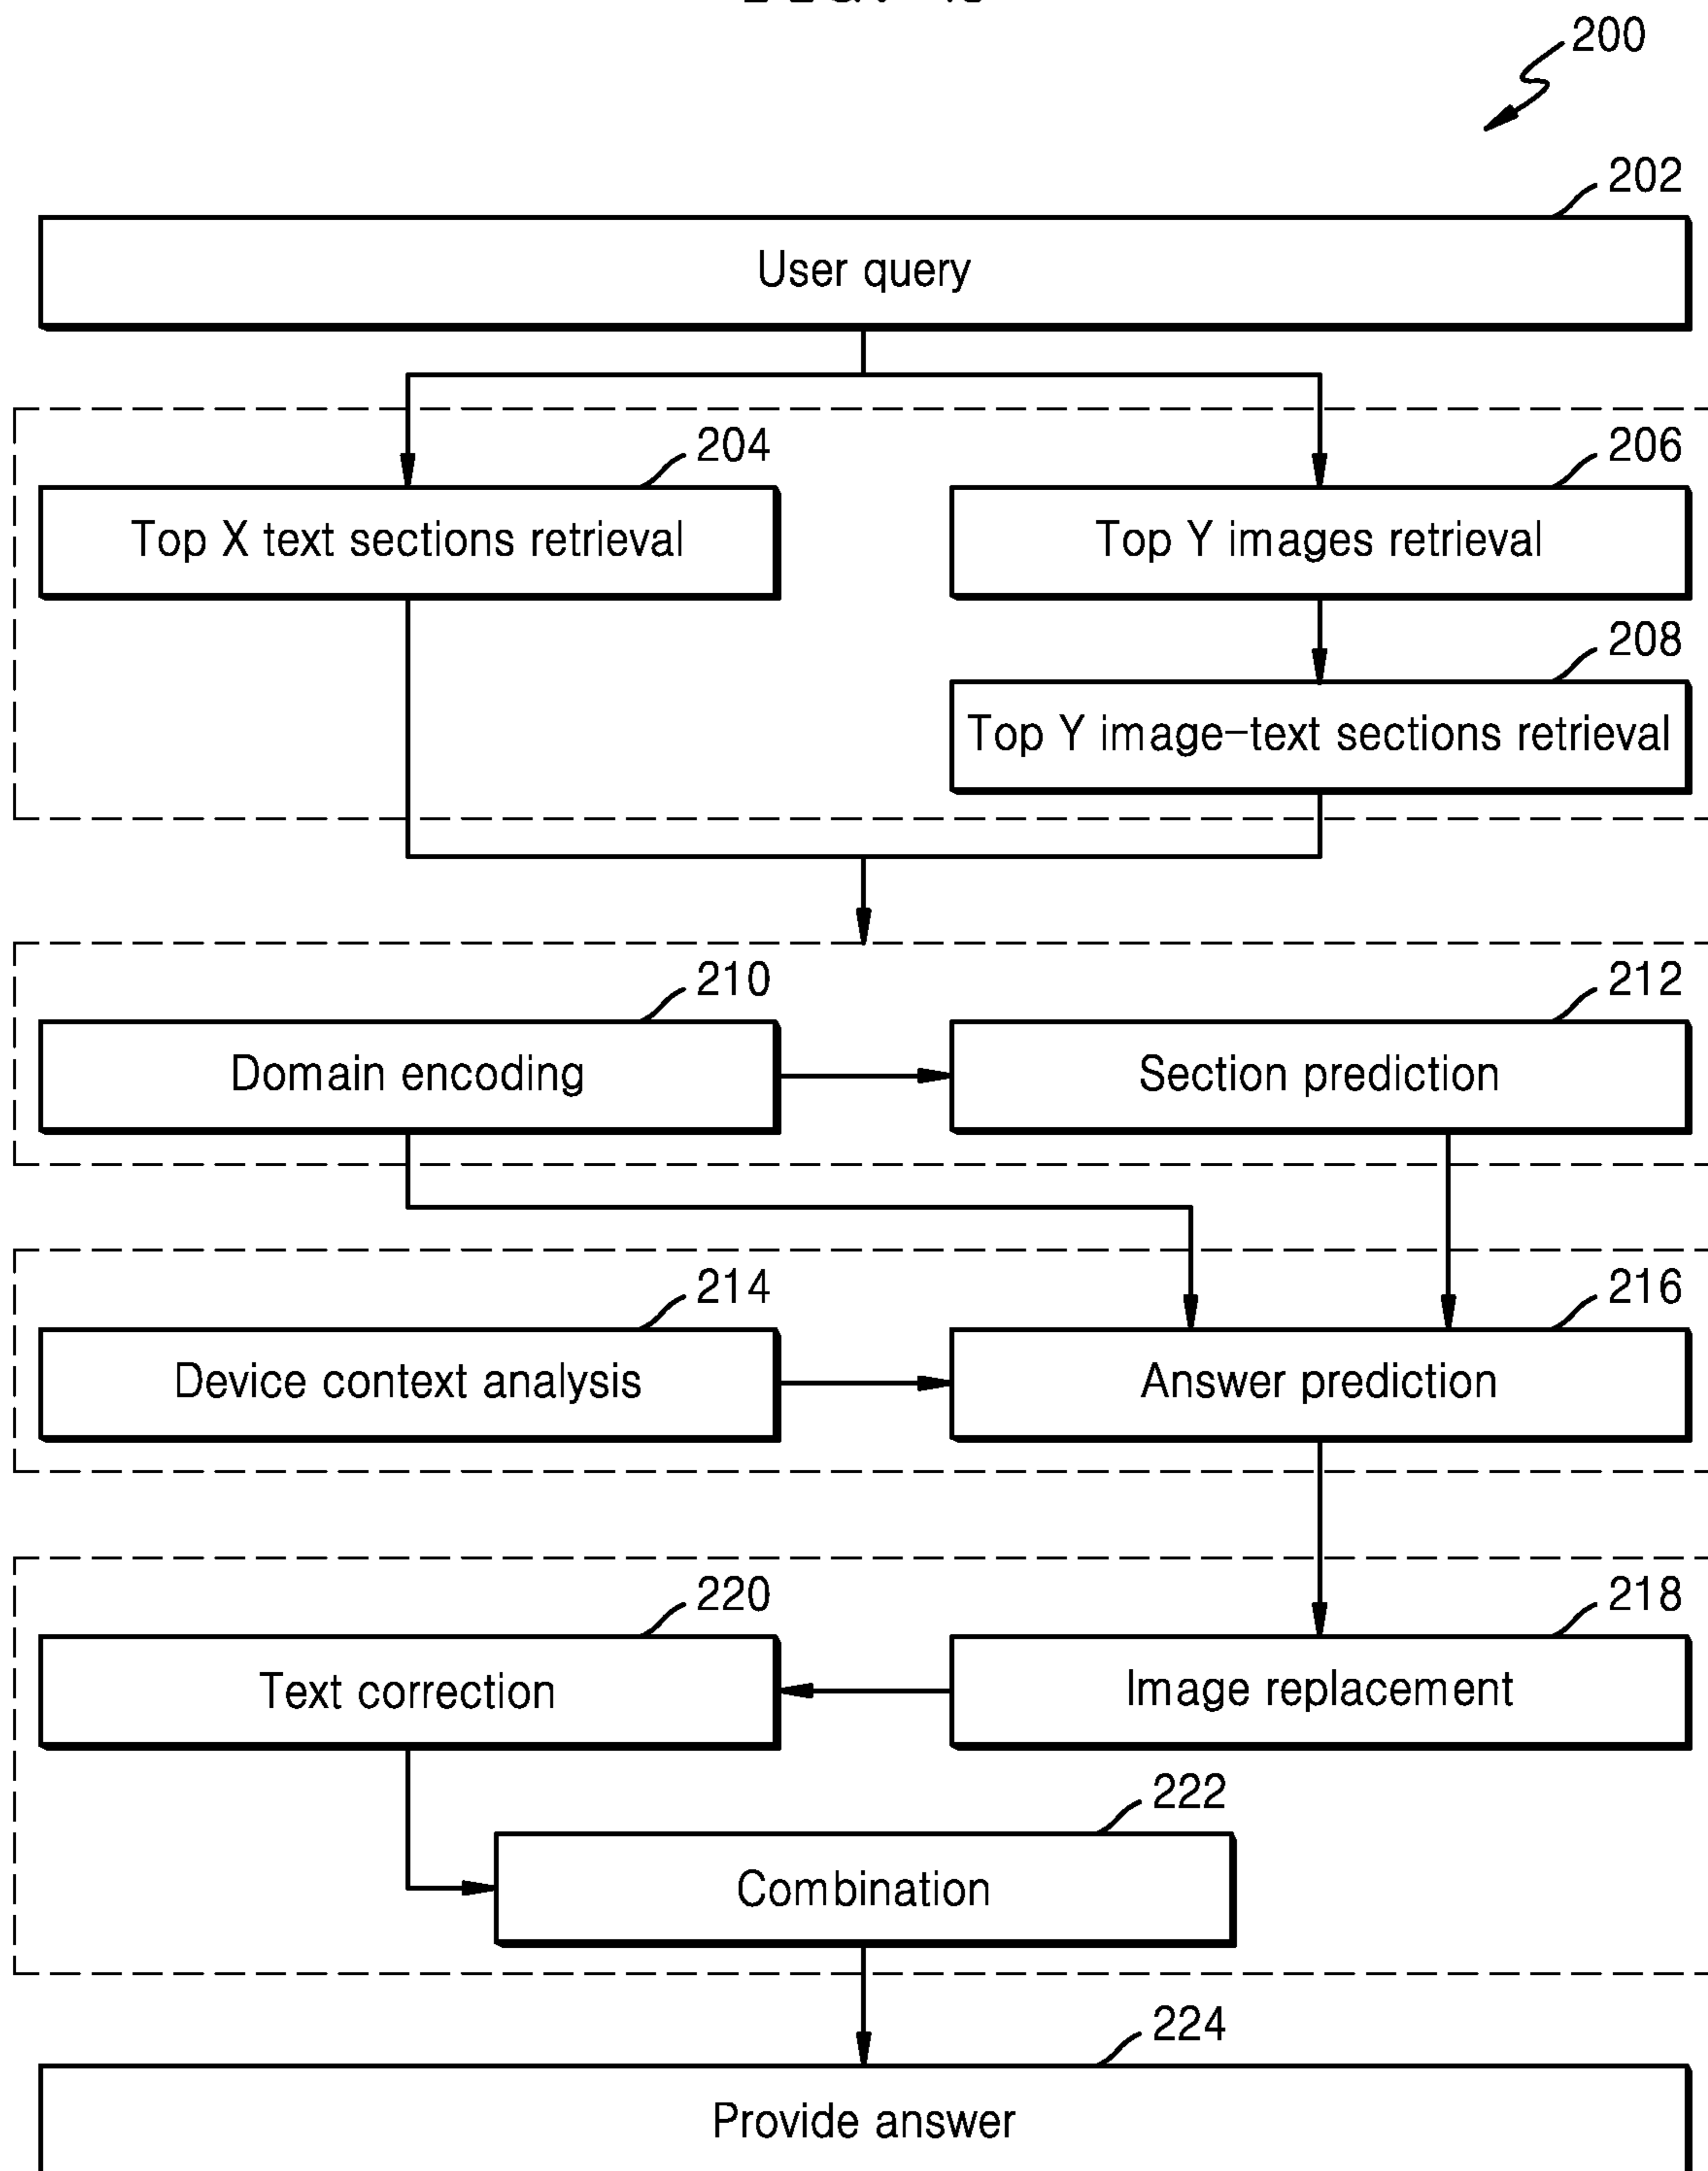 200
202
User query
204
206
Top X text sections retrieval
Top Y images retrieval
208
Top Y image-text sections retrieval
210
212
Domain encoding
Section prediction
214
216
Device context analysis
Answer prediction
220
218
Text correction
Image replacement
222
Combination
224
Provide answer